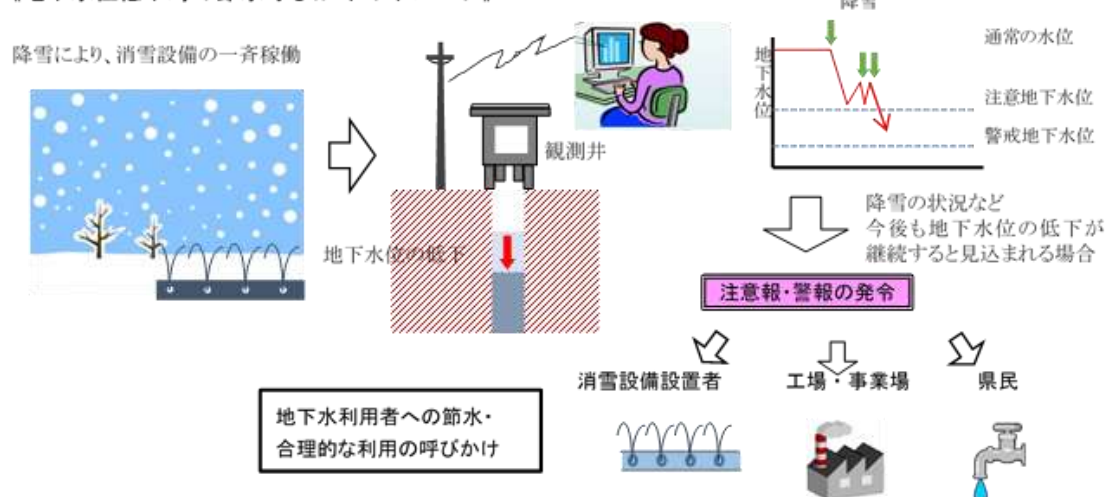 降雪
降雪により、消雪設備の一斉稼働
通常の水位
地下水位
注意地下水位
警戒地下水位
観測井
地下水位の低下
降雪の状況など
今後も地下水位の低下が
継続すると見込まれる場合
注意報・警報の発令
消雪設備設置者
工場・事業場
県民
地下水利用者への節水・
合理的な利用の呼びかけ